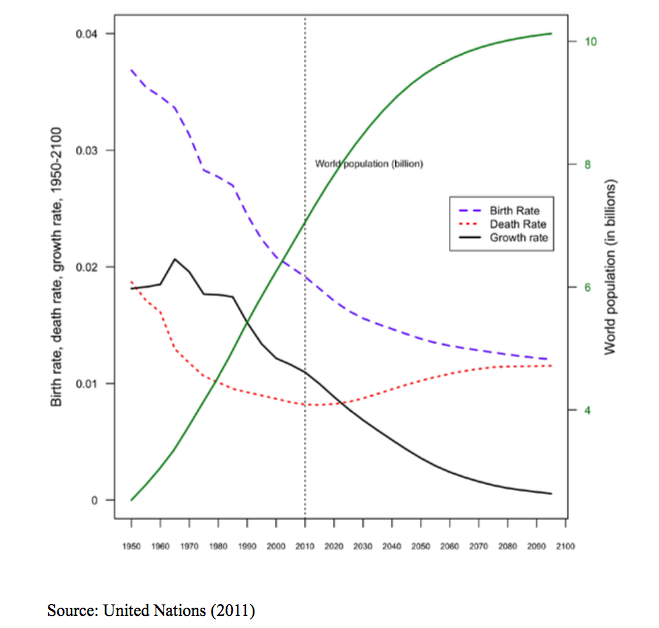 0.04
0.03
0.02
0.01
0
Birth rate, death rate, growth rate, 1950-2100
World population (billion)
Birth Rate
Death Rate
Growth rate
10
8
6
4
World population (in billions)
1950 1960 1970 1980 1990 2000 2010 2020 2030 2040 2050 2060 2070 2080 2090 2100
Source: United Nations (2011)